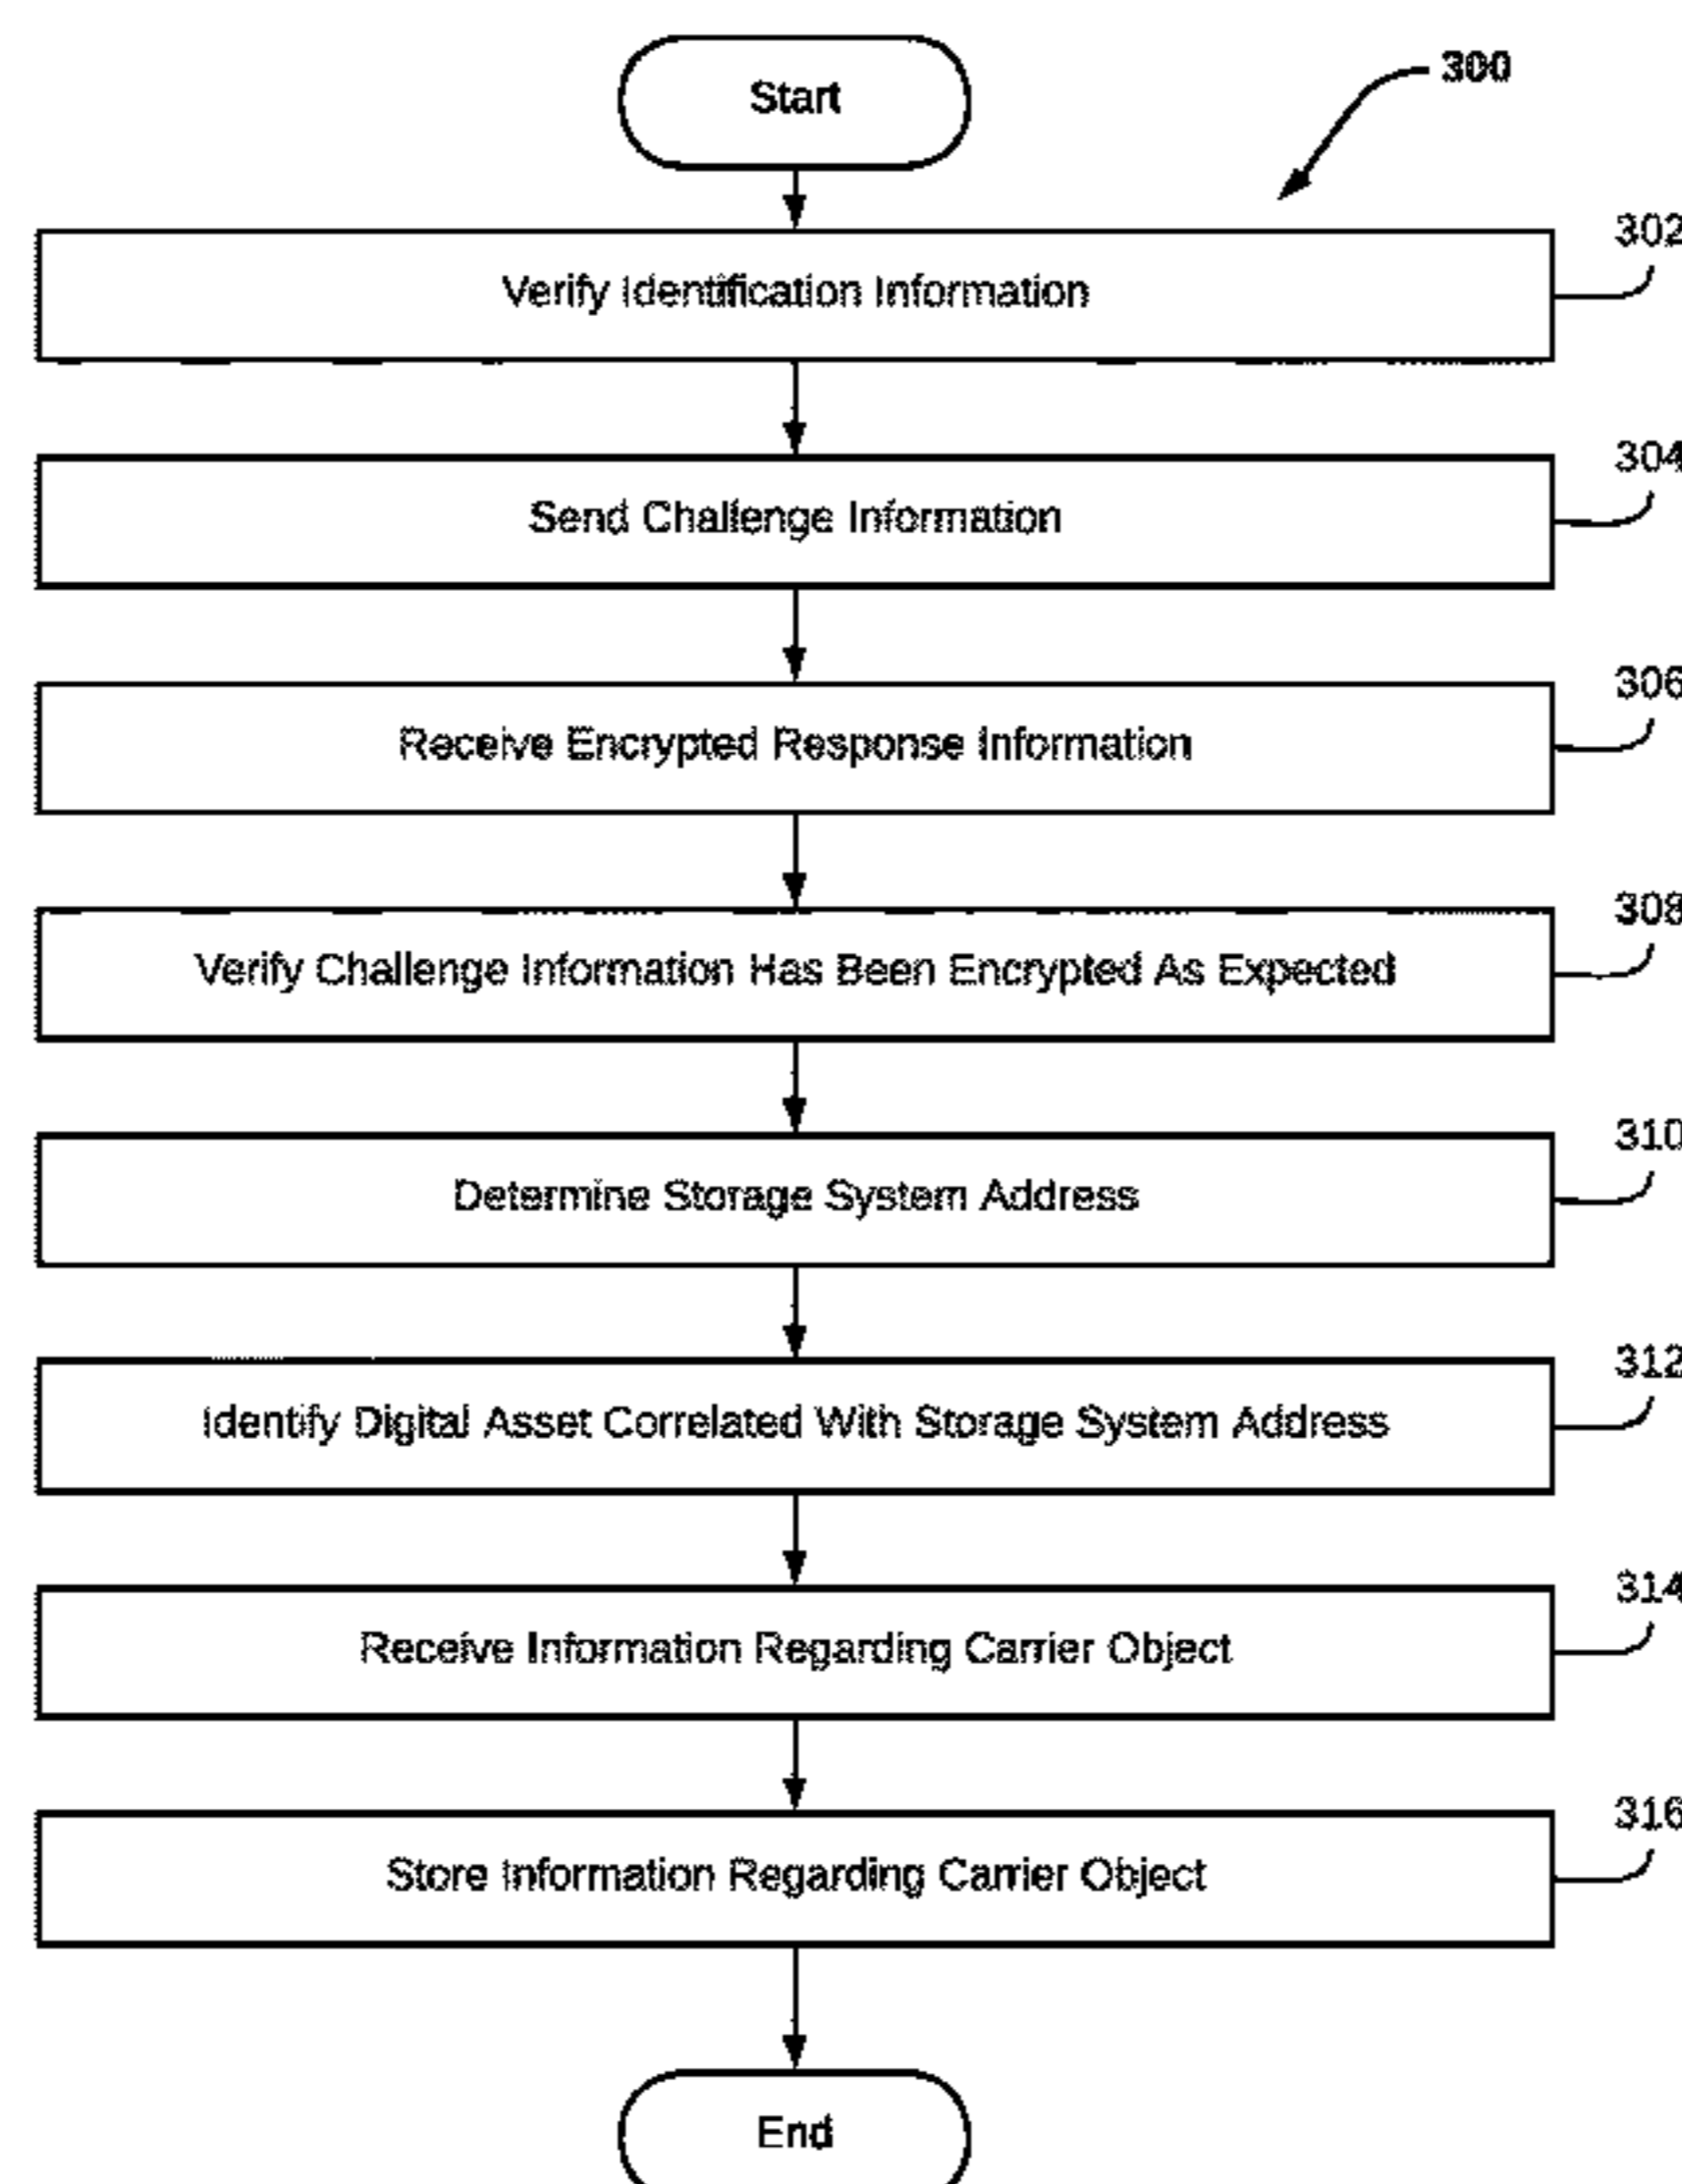 Start
300
302
Verify Identification Information
304
Send Challenge Information
306
Receive Encrypted Response Information
308
Verify Challenge Information Has Been Encrypted As Expected
310
Determine Storage System Address
312
Identify Digital Asset Correlated With Storage System Address
314
Receive Information Regarding Carrier Object
316
Store Information Regarding Carrier Object
End